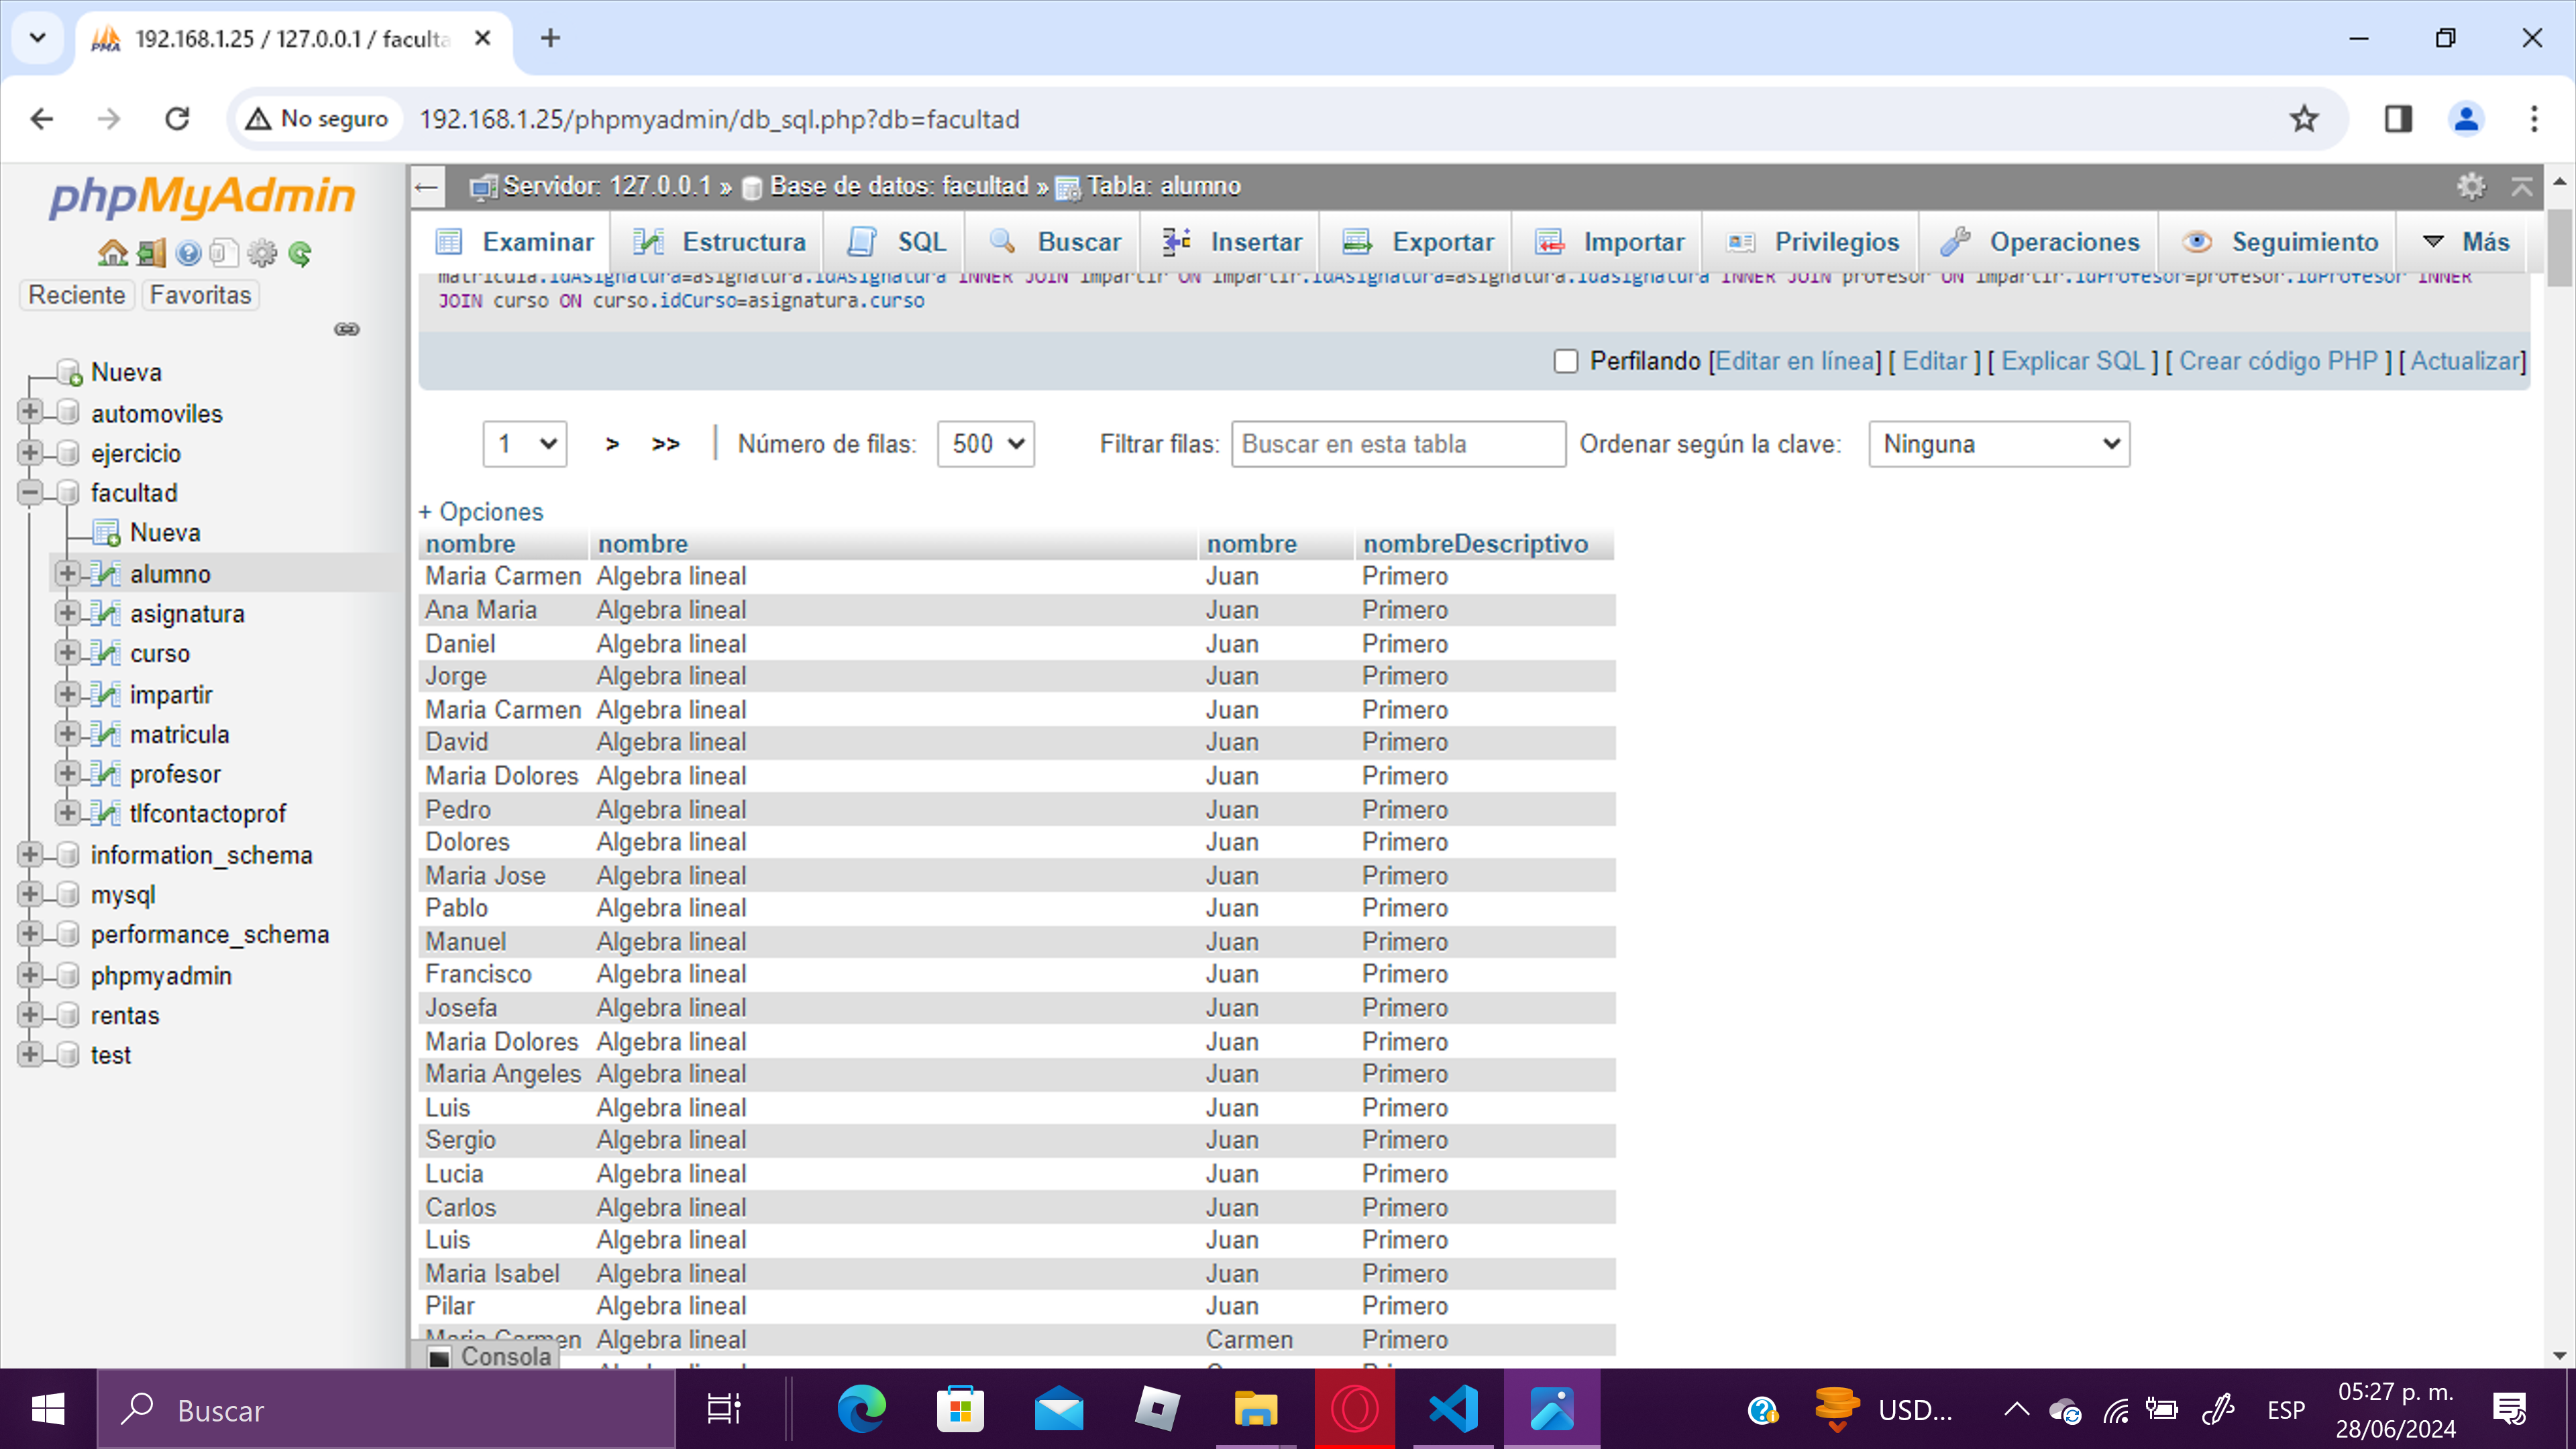 192.168.1.25 / 127.0.0.1 / faculta
No seguro
192.168.1.25/phpmyadmin/db_sql.php?db=facultad
phpMyAdmin
Reciente
Favoritas
Nueva
automoviles
ejercicio
facultad
Nueva
alumno
asignatura
curso
impartir
matricula
profesor
tlfcontactoprof
information_schema
mysql
performance_schema
phpmyadmin
rentas
test
Servidor: 127.0.0.1 » Base de datos: facultad » Tabla: alumno
Examinar Estructura SQL Buscar Insertar Exportar Importar Privilegios Operaciones Seguimiento Más
matricula.idAsignatura=asignatura.idAsignatura INNER JOIN impartir ON impartir.idAsignatura=asignatura.idasignatura INNER JOIN profesor ON impartir.idProfesor=profesor.idProfesor INNER
JOIN curso ON curso.idCurso=asignatura.curso
Perfilando [Editar en línea] [ Editar ] [ Explicar SQL ] [ Crear código PHP ] [ Actualizar]
1 > >> Número de filas: 500 Filtrar filas: Buscar en esta tabla Ordenar según la clave: Ninguna
+ Opciones
nombre nombre nombre nombreDescriptivo
Maria Carmen Algebra lineal Juan Primero
Ana Maria Algebra lineal Juan Primero
Daniel Algebra lineal Juan Primero
Jorge Algebra lineal Juan Primero
Maria Carmen Algebra lineal Juan Primero
David Algebra lineal Juan Primero
Maria Dolores Algebra lineal Juan Primero
Pedro Algebra lineal Juan Primero
Dolores Algebra lineal Juan Primero
Maria Jose Algebra lineal Juan Primero
Pablo Algebra lineal Juan Primero
Manuel Algebra lineal Juan Primero
Francisco Algebra lineal Juan Primero
Josefa Algebra lineal Juan Primero
Maria Dolores Algebra lineal Juan Primero
Maria Angeles Algebra lineal Juan Primero
Luis Algebra lineal Juan Primero
Sergio Algebra lineal Juan Primero
Lucia Algebra lineal Juan Primero
Carlos Algebra lineal Juan Primero
Luis Algebra lineal Juan Primero
Maria Isabel Algebra lineal Juan Primero
Pilar Algebra lineal Juan Primero
Maria Carmen Algebra lineal Carmen Primero
Consola
Buscar
USD...
ESP
05:27 p. m.
28/06/2024